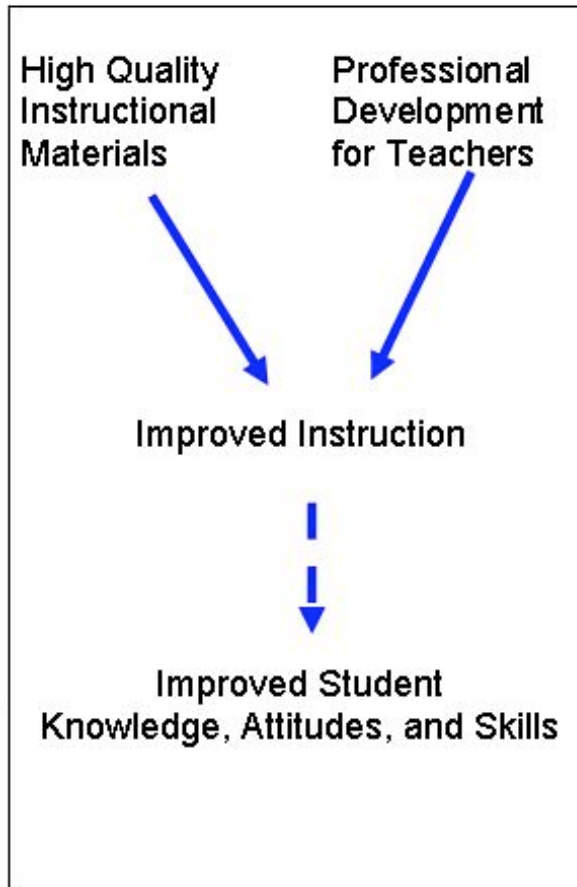 High Quality
Instructional
Materials
Professional
Development
for Teachers
Improved Instruction
Improved Student
Knowledge, Attitudes, and Skills